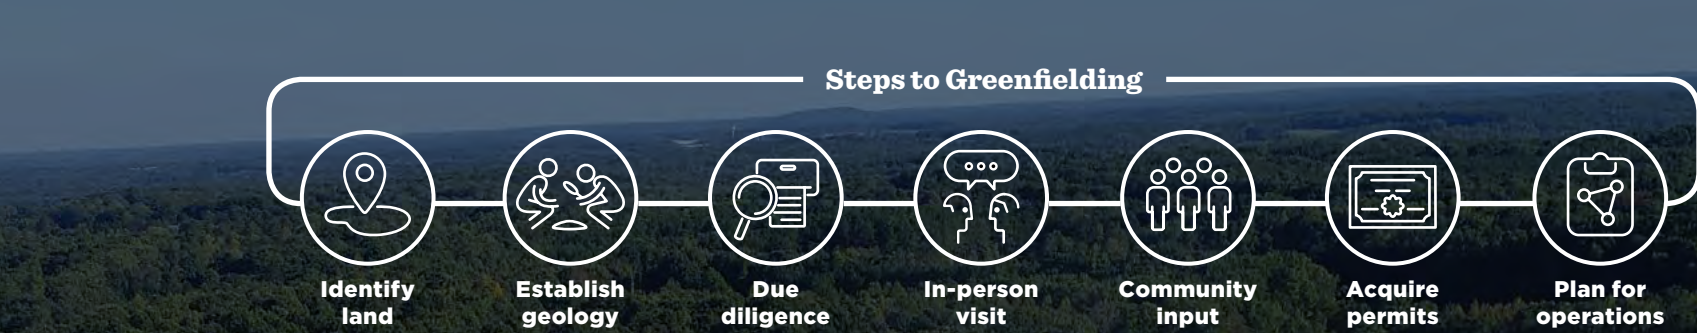 Steps to Greenfielding
Identify
land
Establish
geology
Due
diligence
In-person
visit
Community
input
Acquire
permits
Plan for
operations